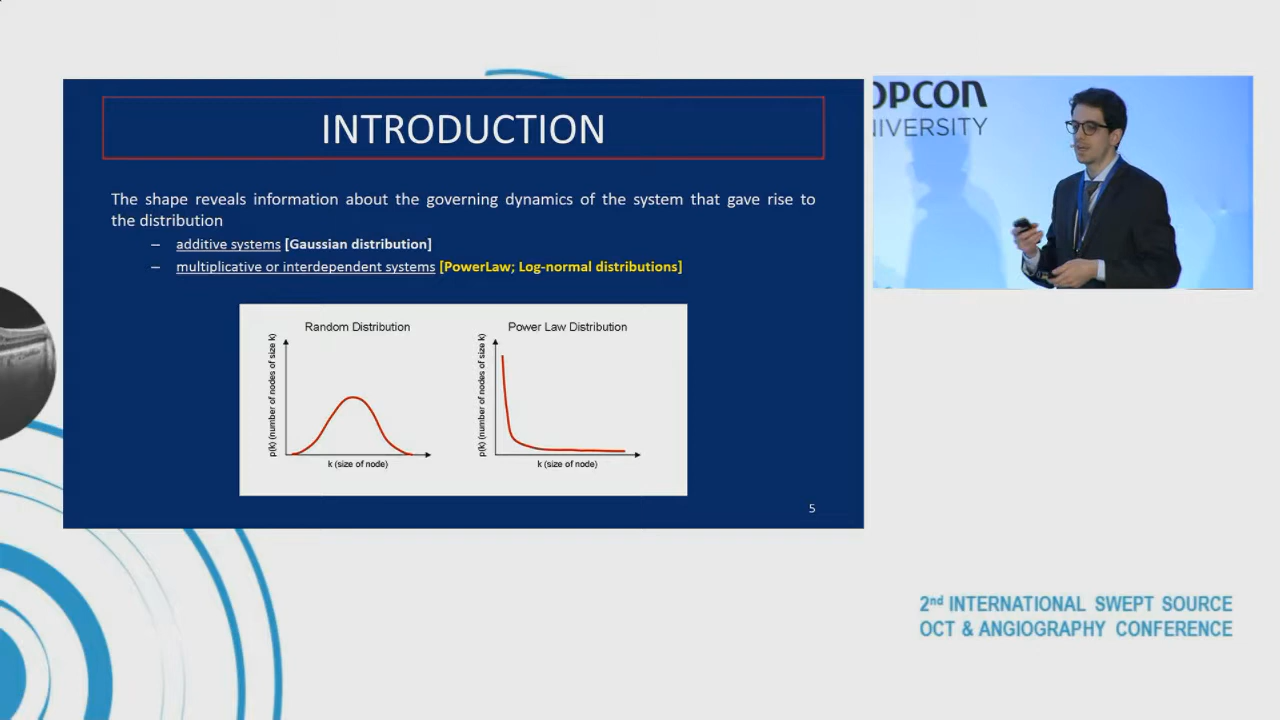 INTRODUCTION
The shape reveals information about the governing dynamics of the system that gave rise to
the distribution
– additive systems [Gaussian distribution]
– multiplicative or interdependent systems [PowerLaw; Log-normal distributions]
Random Distribution
p(k) (number of nodes of size k)
k (size of node)
Power Law Distribution
p(k) (number of nodes of size k)
k (size of node)
5
OPCON
NIVERSITY
2nd INTERNATIONAL SWEPT SOURCE
OCT & ANGIOGRAPHY CONFERENCE